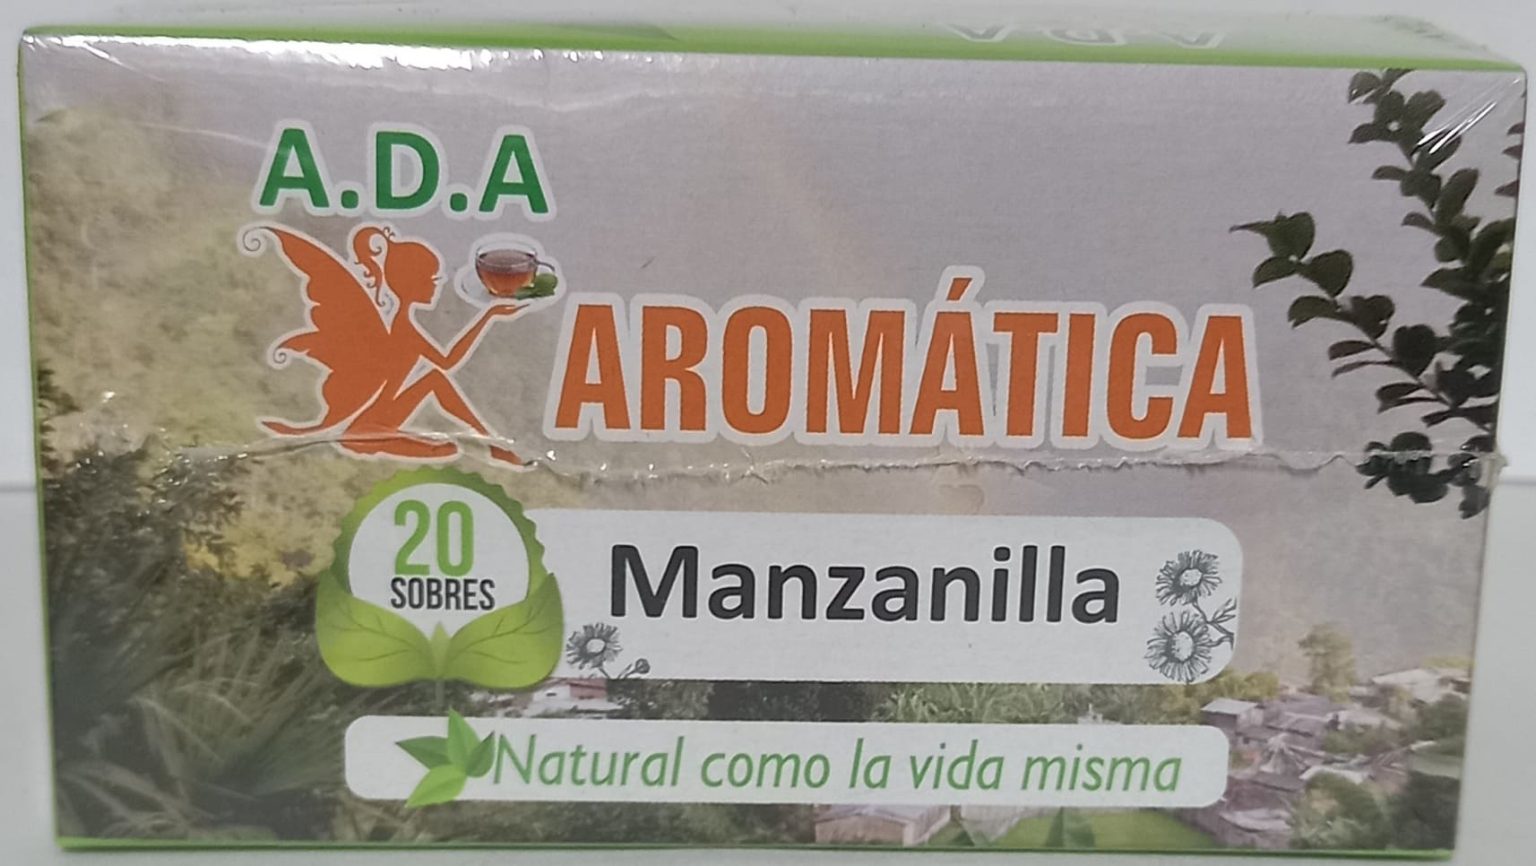 A.D.A
AROMÁTICA
20
SOBRES
Manzanilla
Natural como la vida misma